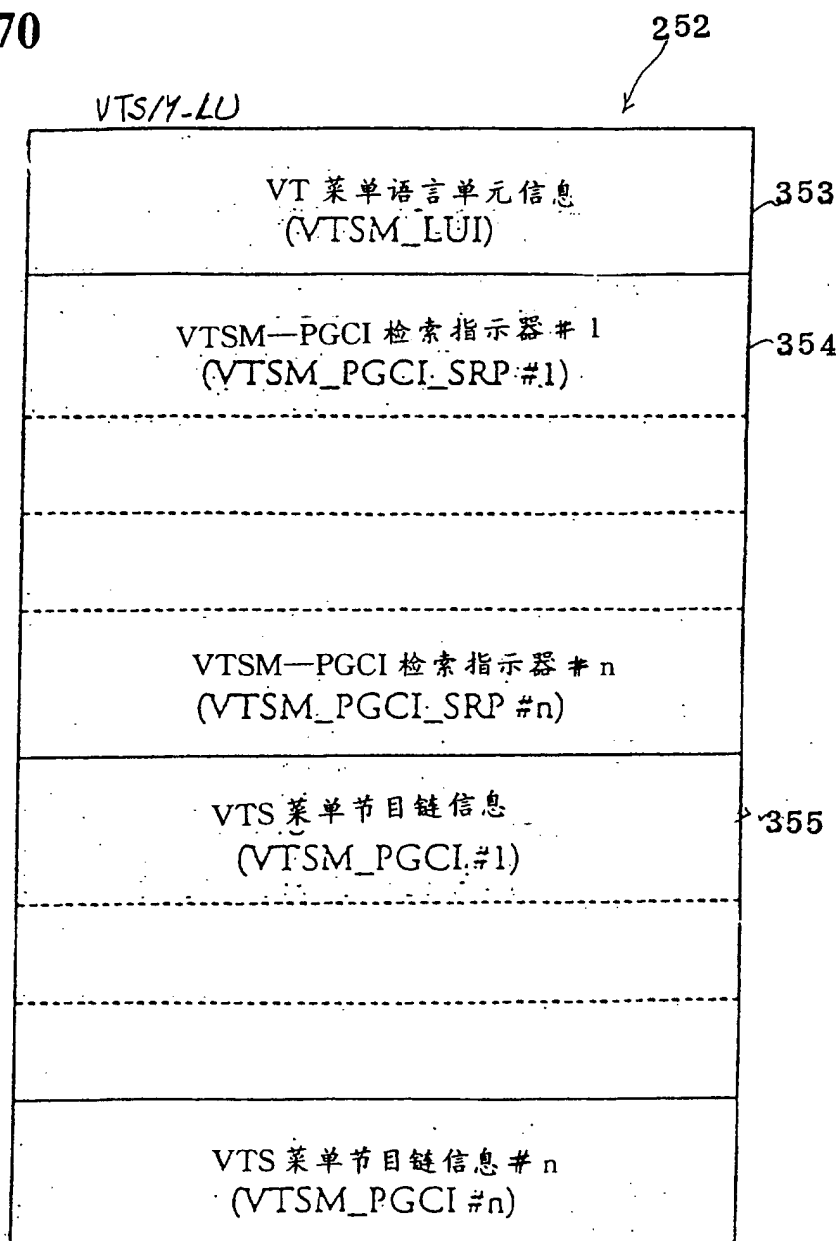 70
252
VTSM-LU
VT 菜单语言单元信息
(VTSM_LUI)
353
VTSM—PGCI 检索指示器 # 1
(VTSM_PGCI_SRP #1)
354
VTSM—PGCI 检索指示器 # n
(VTSM_PGCI_SRP #n)
VTS 菜单节目链信息
(VTSM_PGCI #1)
355
VTS 菜单节目链信息 # n
(VTSM_PGCI #n)